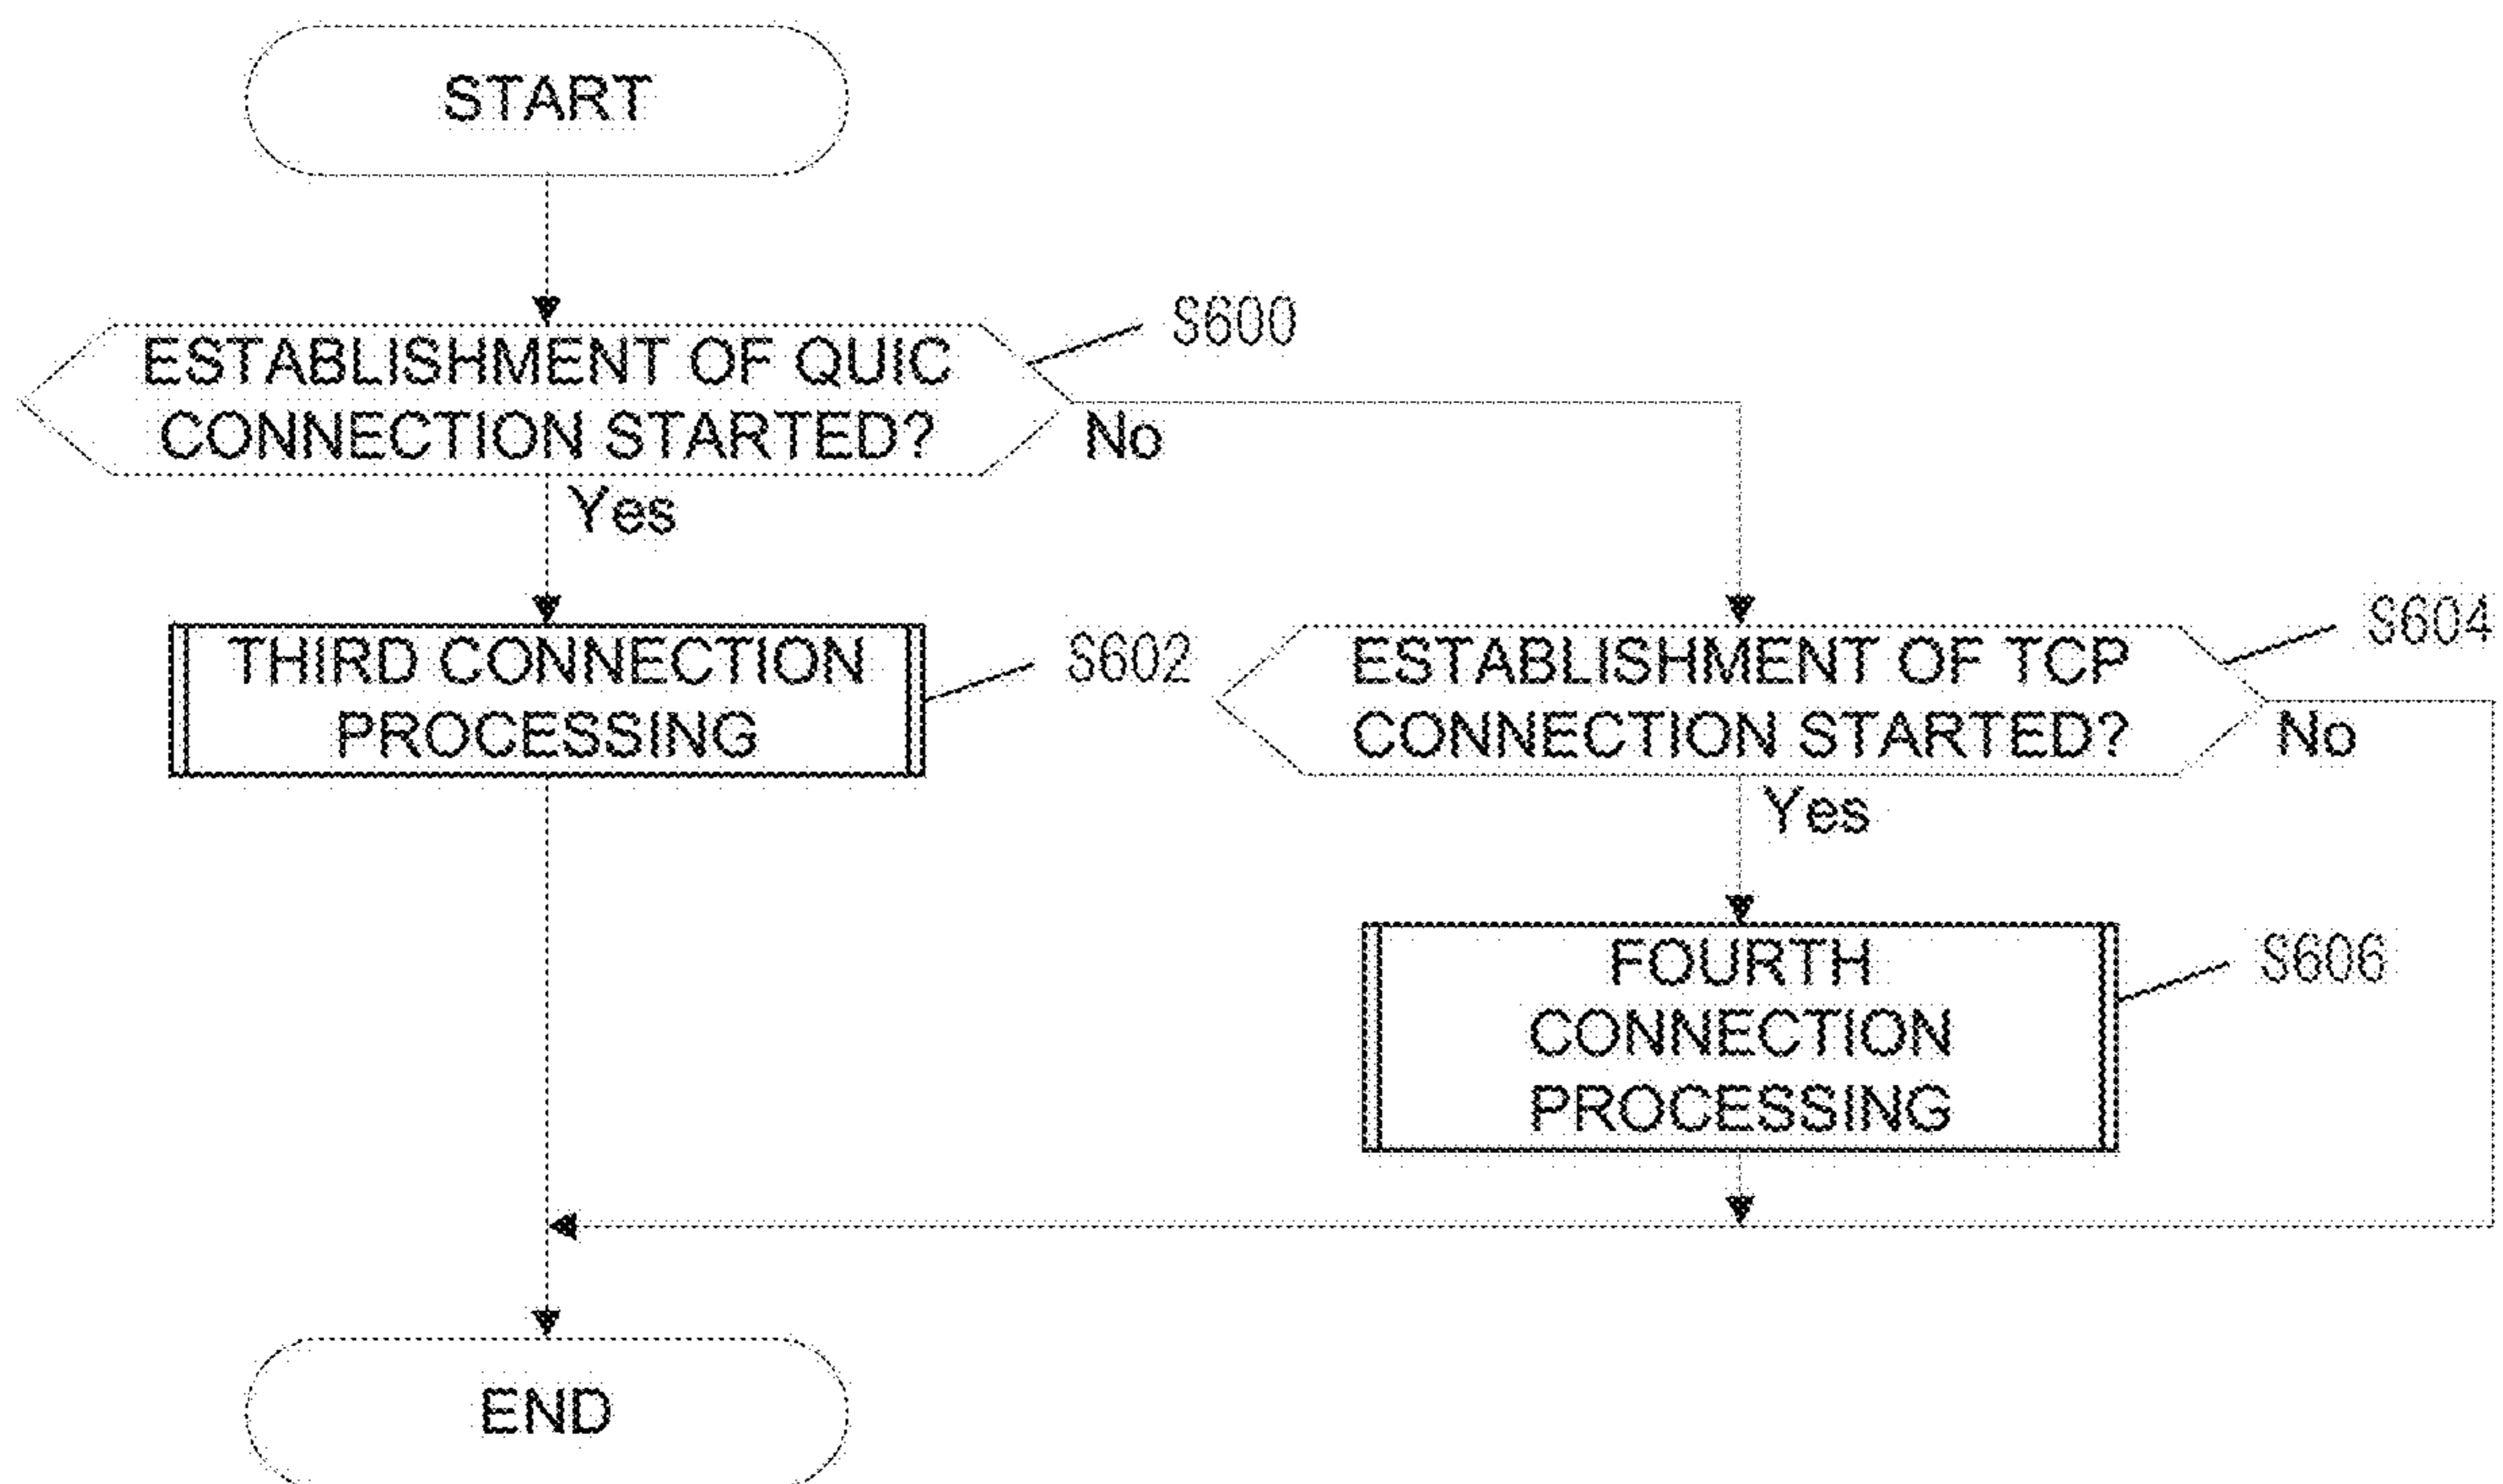 START
S600
ESTABLISHMENT OF QUIC
CONNECTION STARTED?
No
Yes
THIRD CONNECTION
PROCESSING
S602
S604
ESTABLISHMENT OF TCP
CONNECTION STARTED?
No
Yes
FOURTH
CONNECTION
PROCESSING
S606
END